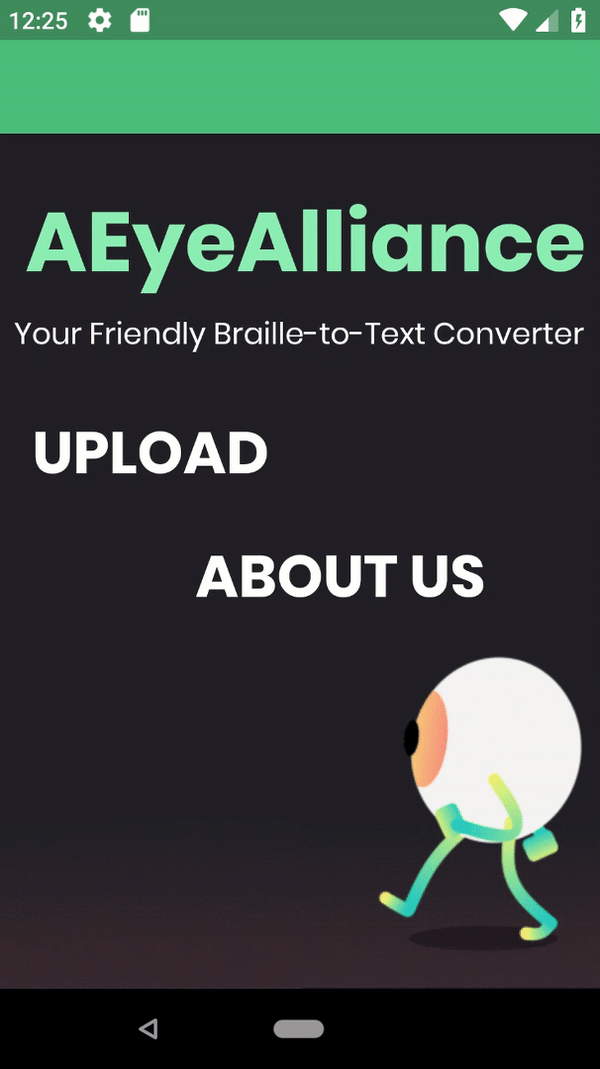 12:25
AEyeAlliance
Your Friendly Braille-to-Text Converter
UPLOAD
ABOUT US